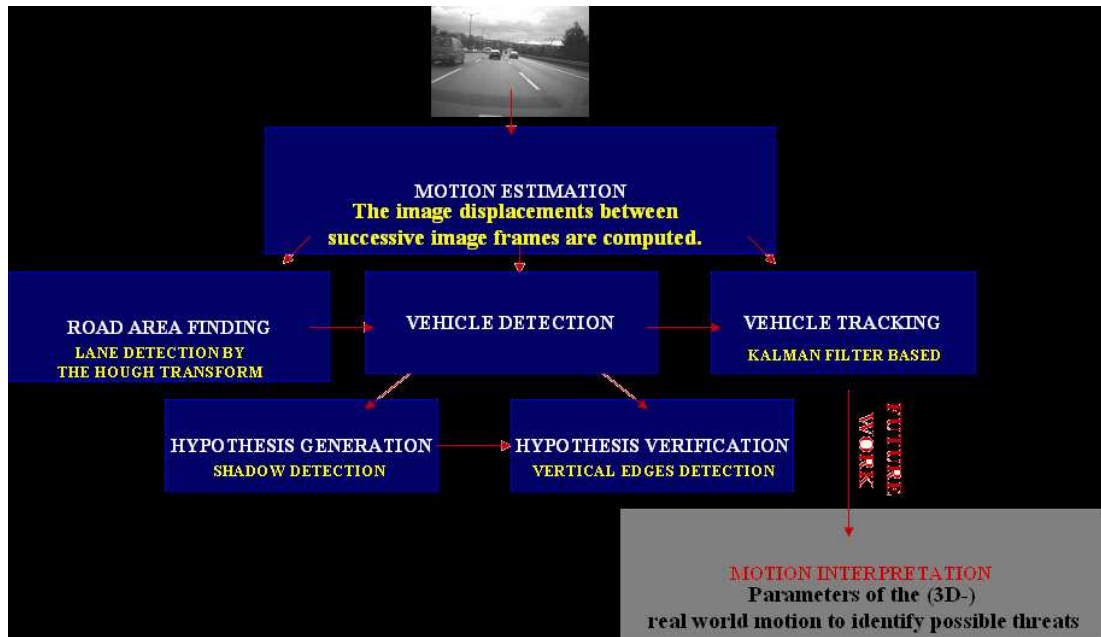 MOTION ESTIMATION
The image displacements between
successive image frames are computed.
ROAD AREA FINDING
LANE DETECTION BY
THE HOUGH TRANSFORM
VEHICLE DETECTION
VEHICLE TRACKING
KALMAN FILTER BASED
HYPOTHESIS GENERATION
SHADOW DETECTION
HYPOTHESIS VERIFICATION
VERTICAL EDGES DETECTION
FUTURE
WORK
MOTION INTERPRETATION
Parameters of the (3D-)
real world motion to identify possible threats